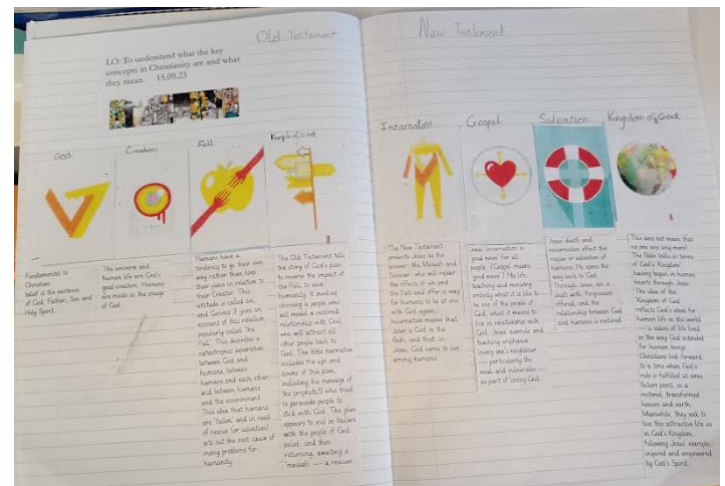 Old Testament
LO: To understand what the key
concepts in Christianity are and what
they mean. 15.09.23
God
Creation
Fall
People of God
Fundamental to
Christian
belief is the existence
of God, Father, Son and
Holy Spirit.
The universe and
human life are God's
good creation. Humans
are made in the image
of God.
Humans have a
tendency to go their own
way rather than keep
their place in relation to
their Creator. This
attitude is called sin,
and Genesis 3 gives an
account of this rebellion,
popularly called 'the
Fall'. This describes a
catastrophic separation
between God and
humans, between
humans and each other,
and between humans
and the environment.
This idea that humans
are 'fallen' and in need
of rescue (or salvation)
sets out the root cause of
many problems for
humanity.
The Old Testament tells
the story of God's plan
to reverse the impact of
the Fall, to save
humanity. It involves
choosing a people who
will model a restored
relationship with God,
who will attract all
other people back to
God. The Bible narrative
includes the ups and
downs of this plan,
including the message of
the prophets, who tried
to persuade people to
stick with God. The plan
appears to end in failure
with the people of God
exiled, and then
returning, awaiting a
'messiah' — a rescuer
New Testament
Incarnation
Gospel
Salvation
Kingdom of God
The New Testament
presents Jesus as the
answer: the Messiah and
Saviour, who will repair
the effects of sin and
the Fall and offer a way
for humans to be at one
with God again.
Incarnation means that
Jesus is God in the
flesh, and that, in
Jesus, God came to live
among humans.
Jesus' incarnation is
good news for all
people. ('Gospel' means
'good news'.) His life,
teaching and ministry
embody what it is like to
be one of the people of
God, what it means to
live in relationship with
God. Jesus' example and
teaching emphasise
loving one's neighbour
— particularly the
weak and vulnerable —
as part of loving God.
Jesus' death and
resurrection effect the
rescue or salvation of
humans. He opens the
way back to God.
Through Jesus, sin is
dealt with, forgiveness
offered, and the
relationship between God
and humans is restored
This does not mean that
no one sins any more!
The Bible talks in terms
of God's 'Kingdom'
having begun in human
hearts through Jesus.
The idea of the
'Kingdom of God'
reflects God's ideal for
human life in the world
— a vision of life lived
in the way God intended
for human beings.
Christians look forward
to a time when God's
rule is fulfilled at some
future point, in a
restored, transformed
heaven and earth.
Meanwhile, they seek to
live this attractive life as
in God's Kingdom,
following Jesus' example,
inspired and empowered
by God's Spirit.